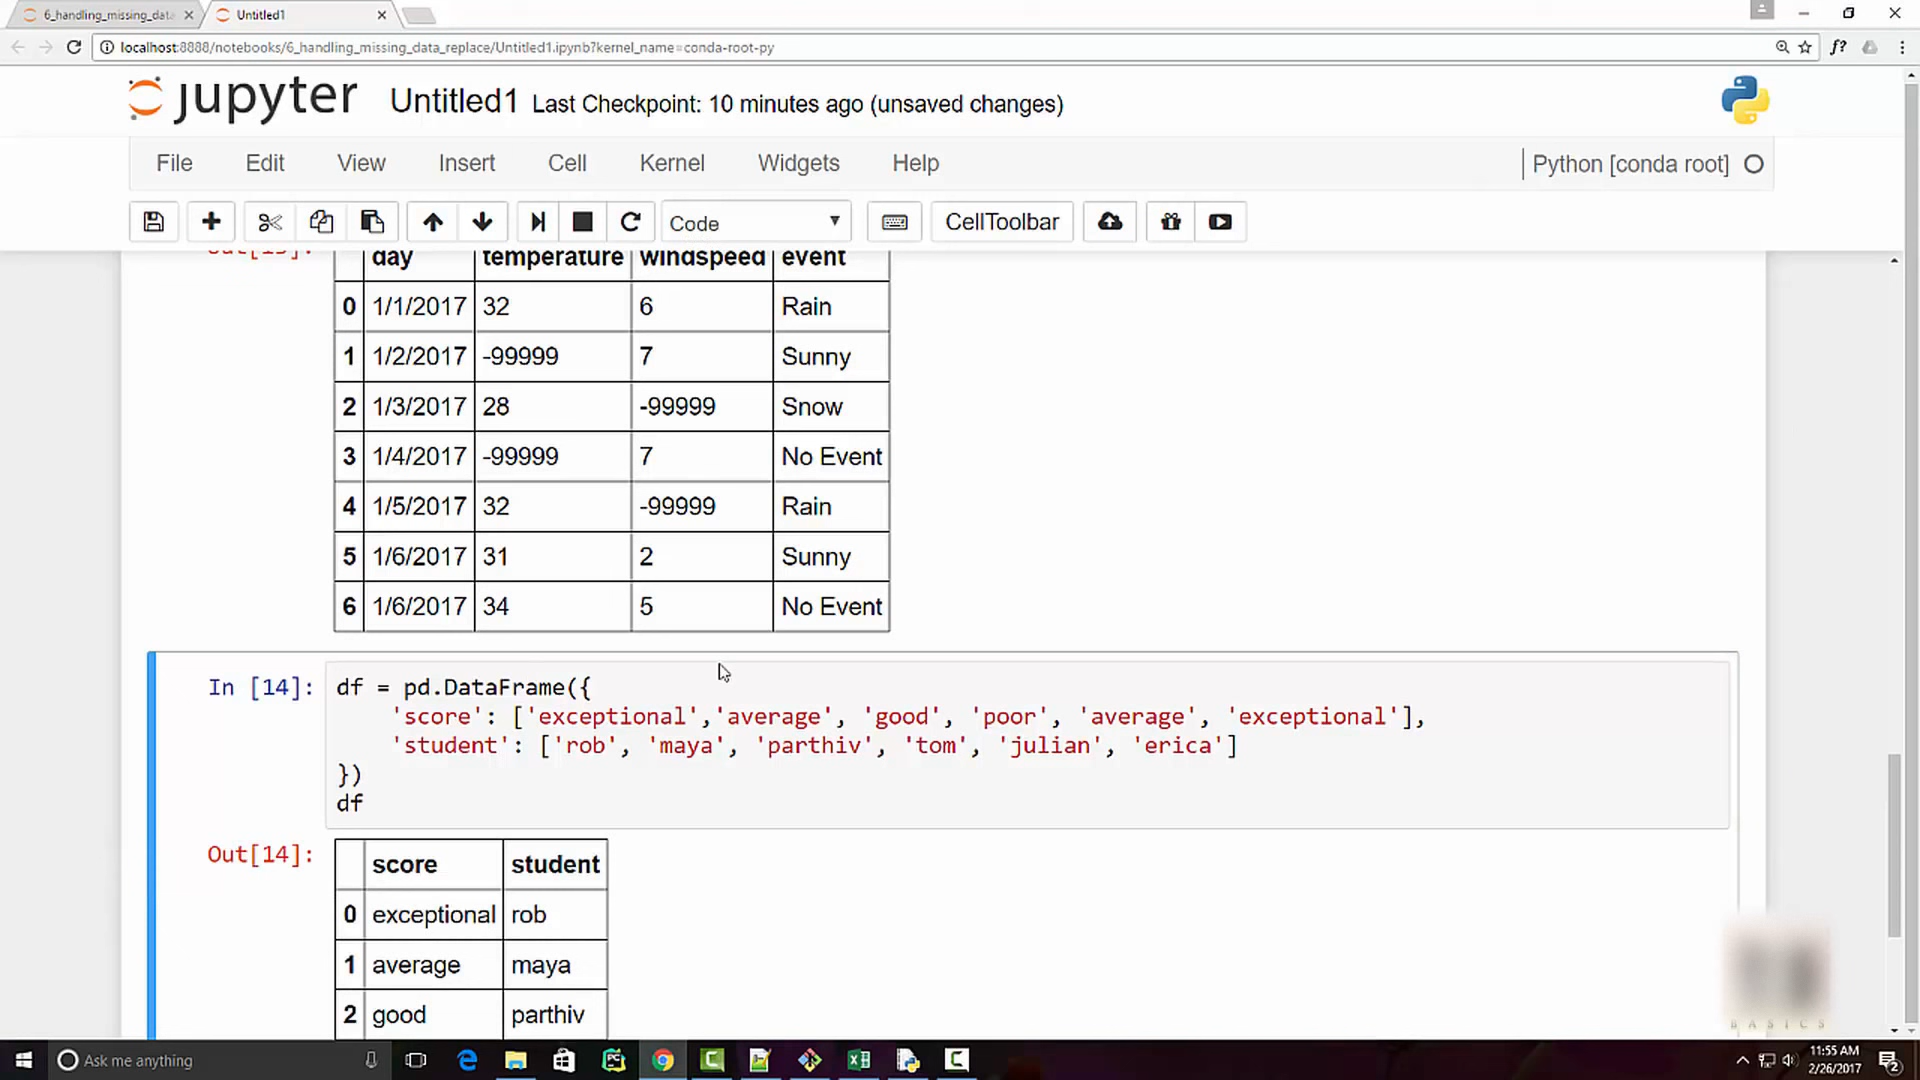 6_handling_missing_data
Untitled1
localhost:8888/notebooks/6_handling_missing_data_replace/Untitled1.ipynb?kernel_name=conda-root-py
f?
jupyter Untitled1 Last Checkpoint: 10 minutes ago (unsaved changes)
File Edit View Insert Cell Kernel Widgets Help Python [conda root]
Code CellToolbar
day temperature windspeed event
0 1/1/2017 32 6 Rain
1 1/2/2017 -99999 7 Sunny
2 1/3/2017 28 -99999 Snow
3 1/4/2017 -99999 7 No Event
4 1/5/2017 32 -99999 Rain
5 1/6/2017 31 2 Sunny
6 1/6/2017 34 5 No Event
In [14]: df = pd.DataFrame({
'score': ['exceptional','average', 'good', 'poor', 'average', 'exceptional'],
'student': ['rob', 'maya', 'parthiv', 'tom', 'julian', 'erica']
})
df
Out[14]:
score student
0 exceptional rob
1 average maya
2 good parthiv
BASICS
Ask me anything
11:55 AM
2/26/2017
2